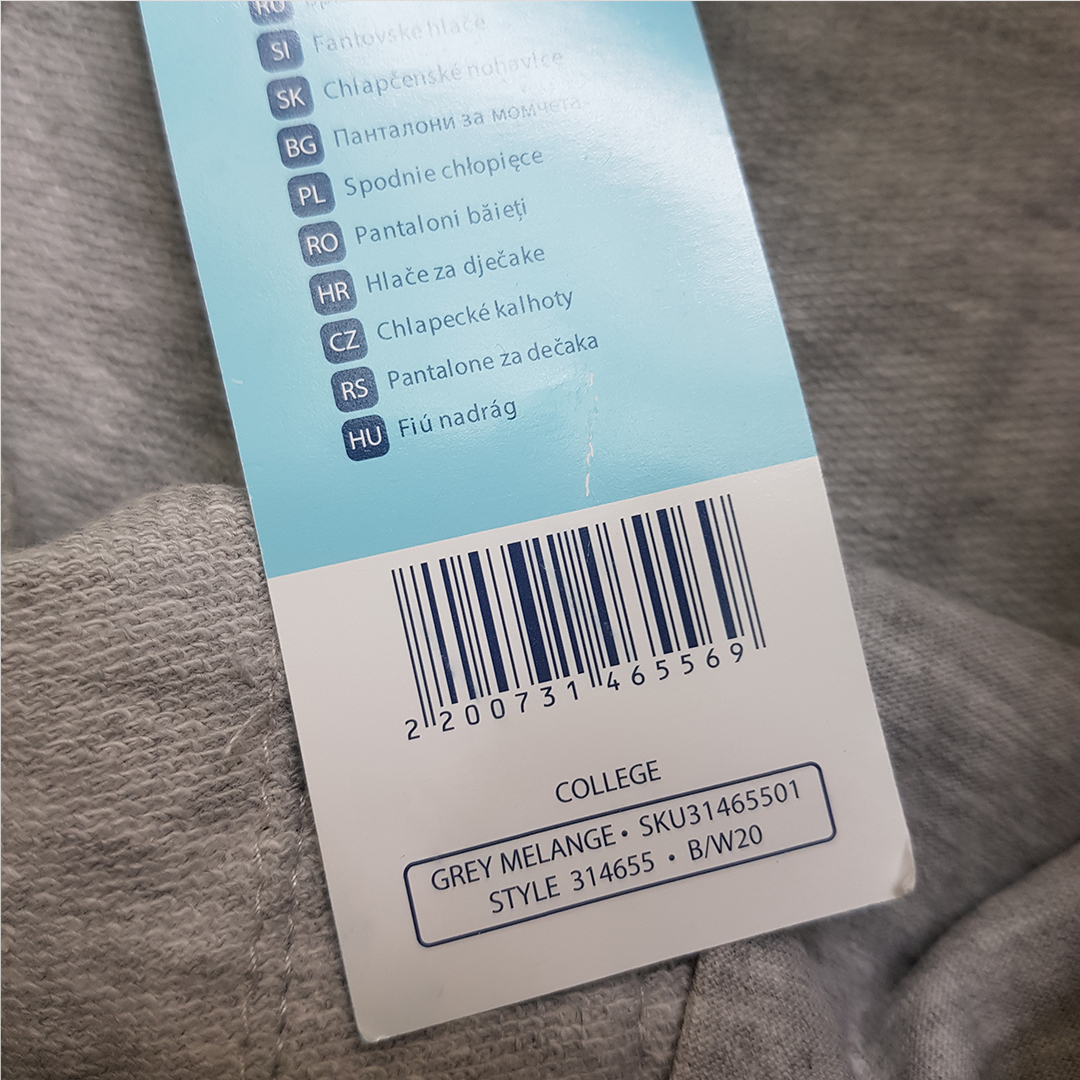 RU
SI Fantovske hlače
SK Chlapčenské nohavice
BG Панталони за момчета
PL Spodnie chłopięce
RO Pantaloni băieți
HR Hlače za dječake
CZ Chlapecké kalhoty
RS Pantalone za dečaka
HU Fiú nadrág
2 200731 465569
COLLEGE
GREY MELANGE • SKU31465501
STYLE 314655 • B/W20